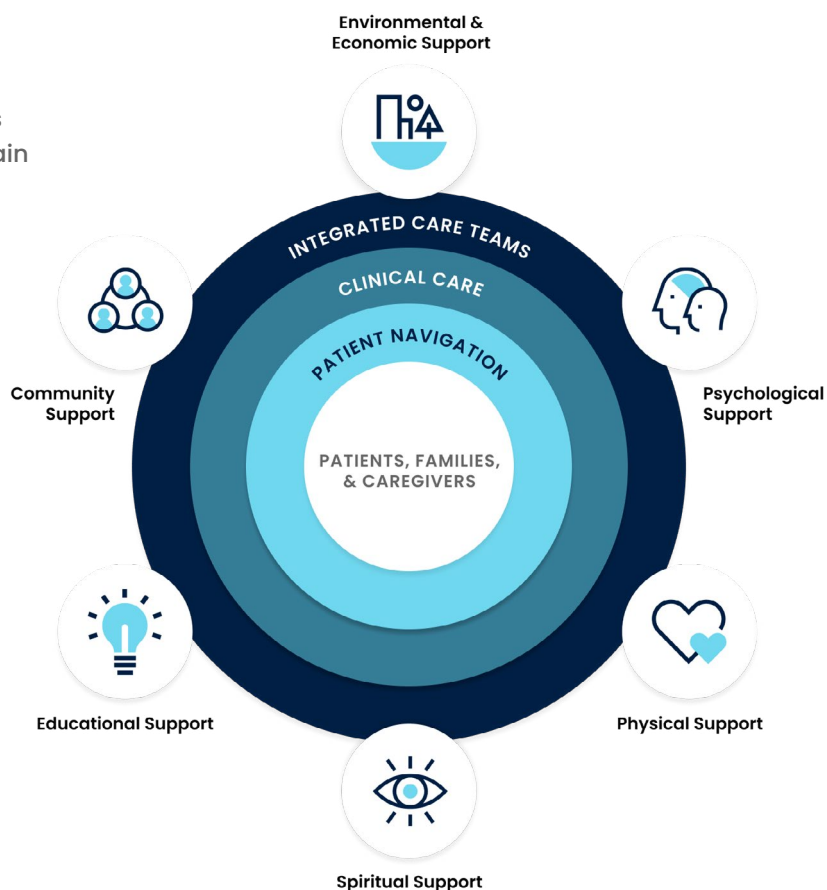 Environmental &
Economic Support
ain
INTEGRATED CARE TEAMS
CLINICAL CARE
PATIENT NAVIGATION
PATIENTS, FAMILIES,
& CAREGIVERS
Community
Support
Psychological
Support
Educational Support
Physical Support
Spiritual Support